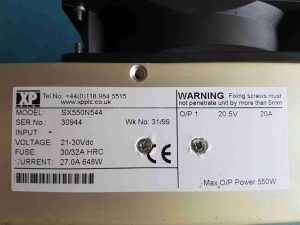 XP
Tel: +44(0)118 984 5515
www.xpplc.co.uk
MODEL: SX550N544
SER.No: 30944 Wk No: 31/99
INPUT:
VOLTAGE: 21-30Vdc
FUSE: 30/32A HRC
CURRENT: 27.0A 648W
CE
WARNING Fixing screws must
not penetrate unit by more than 5mm
O/P 1 20.5V 20A
Max O/P Power 550W